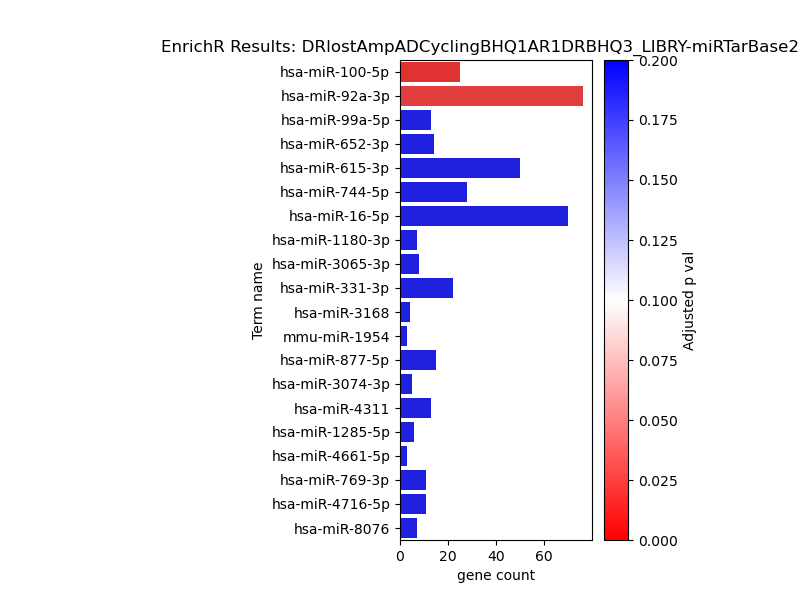 EnrichR Results: DRlostAmpADCyclingBHQ1AR1DRBHQ3_LIBRY-miRTarBase2
hsa-miR-100-5p
hsa-miR-92a-3p
hsa-miR-99a-5p
hsa-miR-652-3p
hsa-miR-615-3p
hsa-miR-744-5p
hsa-miR-16-5p
hsa-miR-1180-3p
hsa-miR-3065-3p
hsa-miR-331-3p
hsa-miR-3168
mmu-miR-1954
hsa-miR-877-5p
hsa-miR-3074-3p
hsa-miR-4311
hsa-miR-1285-5p
hsa-miR-4661-5p
hsa-miR-769-3p
hsa-miR-4716-5p
hsa-miR-8076
Term name
0 20 40 60
gene count
0.200
0.175
0.150
0.125
0.100
0.075
0.050
0.025
0.000
Adjusted p val